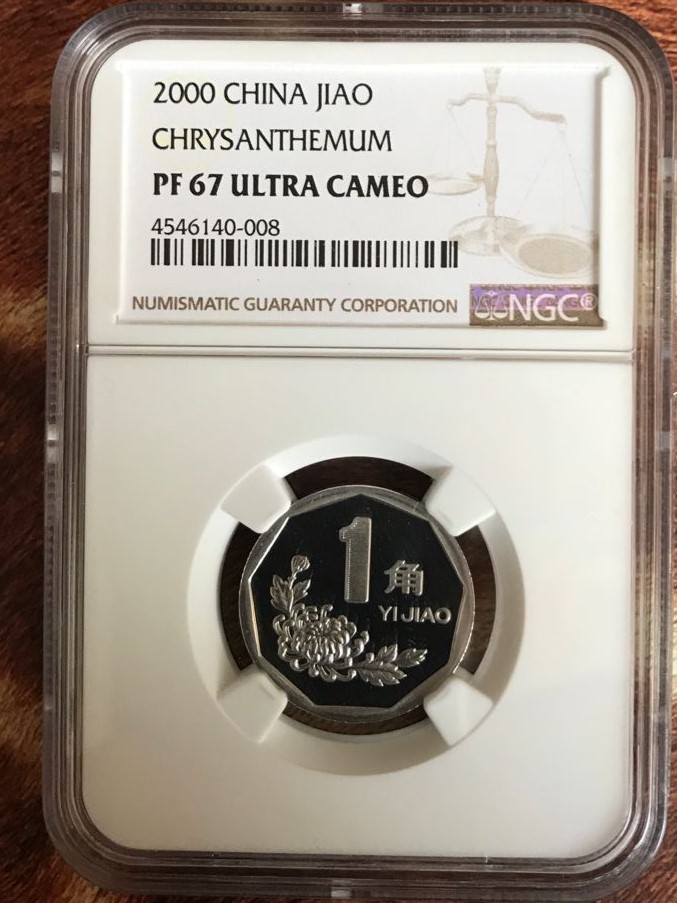 2000 CHINA JIAO
CHRYSANTHEMUM
PF 67 ULTRA CAMEO
4546140-008
NUMISMATIC GUARANTY CORPORATION NGC®
1 角
YI JIAO